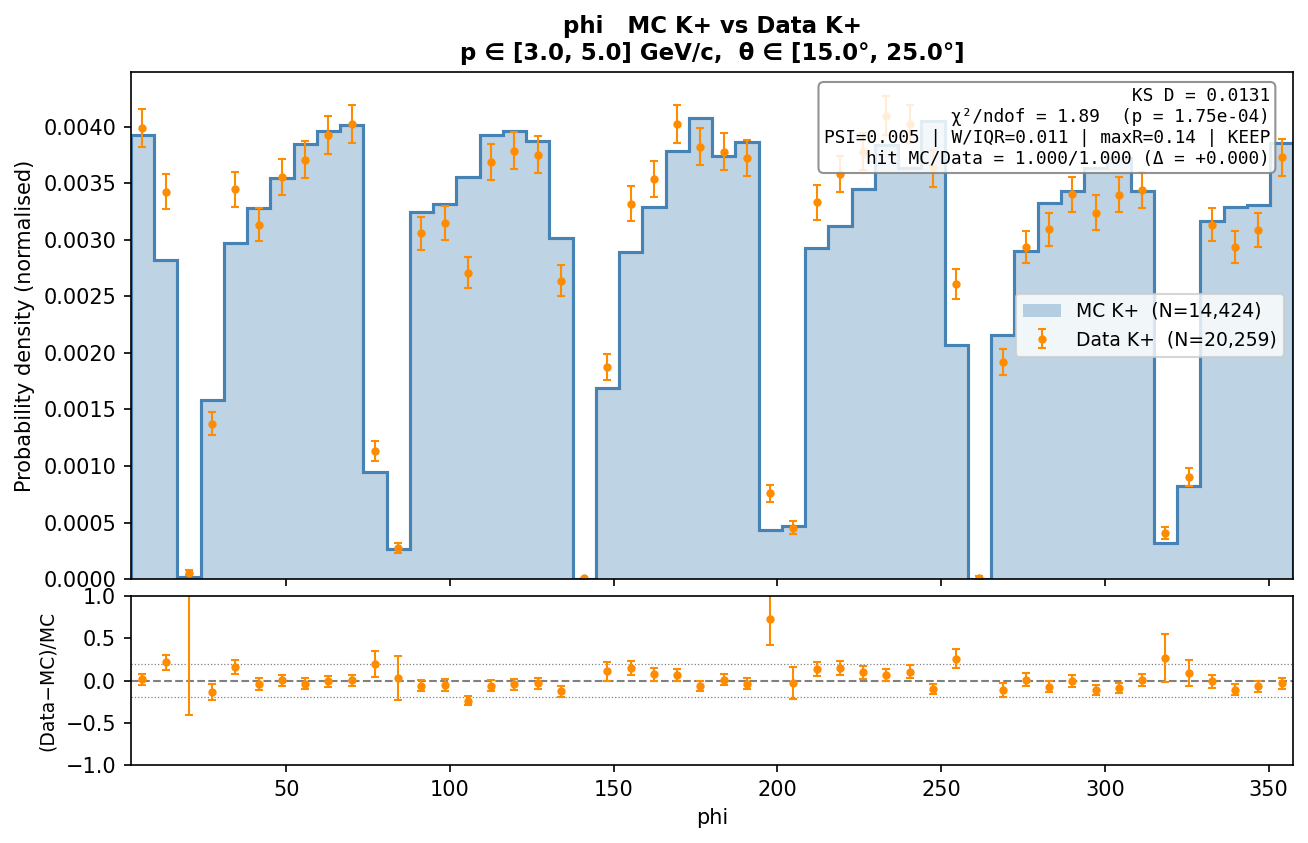 phi   MC K+ vs Data K+
p ∈ [3.0, 5.0] GeV/c,  θ ∈ [15.0°, 25.0°]
KS D = 0.0131
χ²/ndof = 1.89  (p = 1.75e-04)
PSI=0.005 | W/IQR=0.011 | maxR=0.14 | KEEP
hit MC/Data = 1.000/1.000 (Δ = +0.000)
MC K+  (N=14,424)
Data K+  (N=20,259)
Probability density (normalised)
0.0040
0.0035
0.0030
0.0025
0.0020
0.0015
0.0010
0.0005
0.0000
(Data−MC)/MC
1.0
0.5
0.0
−0.5
−1.0
50
100
150
200
250
300
350
phi